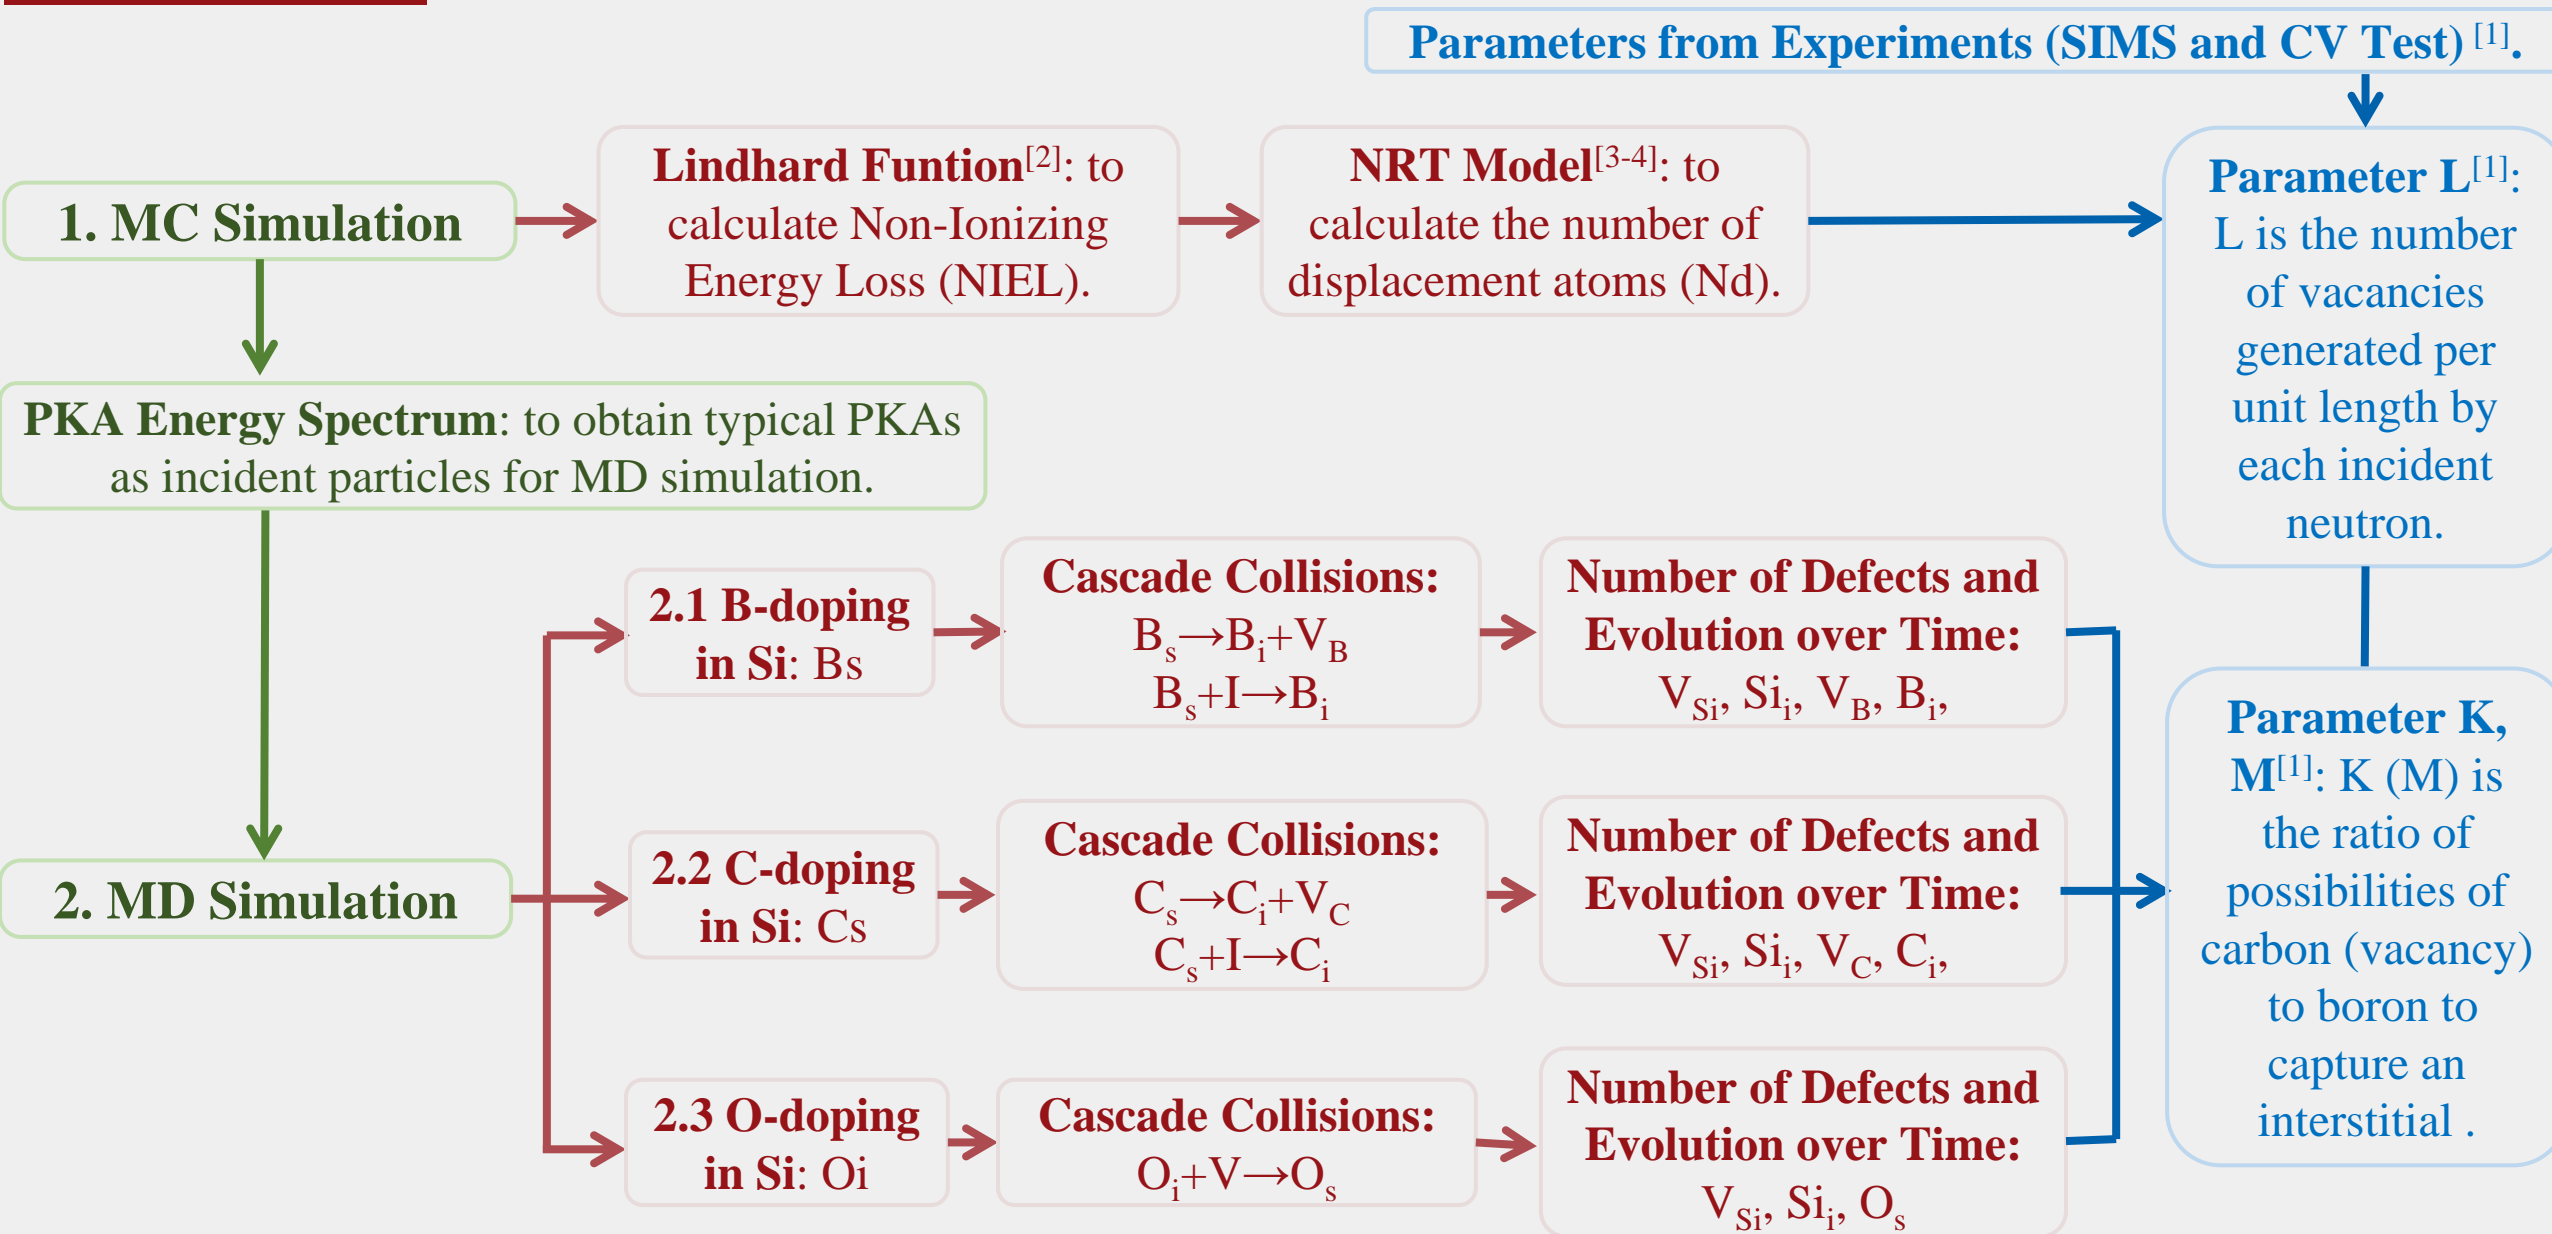 Parameters from Experiments (SIMS and CV Test) [1].
1. MC Simulation
Lindhard Funtion[2]: to
calculate Non-Ionizing
Energy Loss (NIEL).
NRT Model[3-4]: to
calculate the number of
displacement atoms (Nd).
Parameter L[1]:
L is the number
of vacancies
generated per
unit length by
each incident
neutron.
PKA Energy Spectrum: to obtain typical PKAs
as incident particles for MD simulation.
2. MD Simulation
2.1 B-doping
in Si: Bs
Cascade Collisions:
Bs→Bi+VB
Bs+I→Bi
Number of Defects and
Evolution over Time:
VSi, Sii, VB, Bi,
2.2 C-doping
in Si: Cs
Cascade Collisions:
Cs→Ci+VC
Cs+I→Ci
Number of Defects and
Evolution over Time:
VSi, Sii, VC, Ci,
2.3 O-doping
in Si: Oi
Cascade Collisions:
Oi+V→Os
Number of Defects and
Evolution over Time:
VSi, Sii, Os
Parameter K,
M[1]: K (M) is
the ratio of
possibilities of
carbon (vacancy)
to boron to
capture an
interstitial .